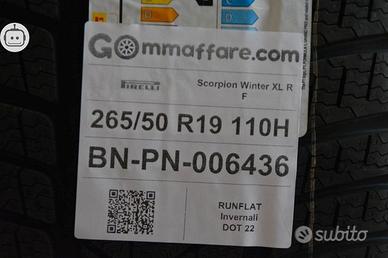 GOmmaffare.com
PIRELLI
Scorpion Winter XL R
F
265/50 R19 110H
BN-PN-006436
RUNFLAT
Invernali
DOT 22
subito